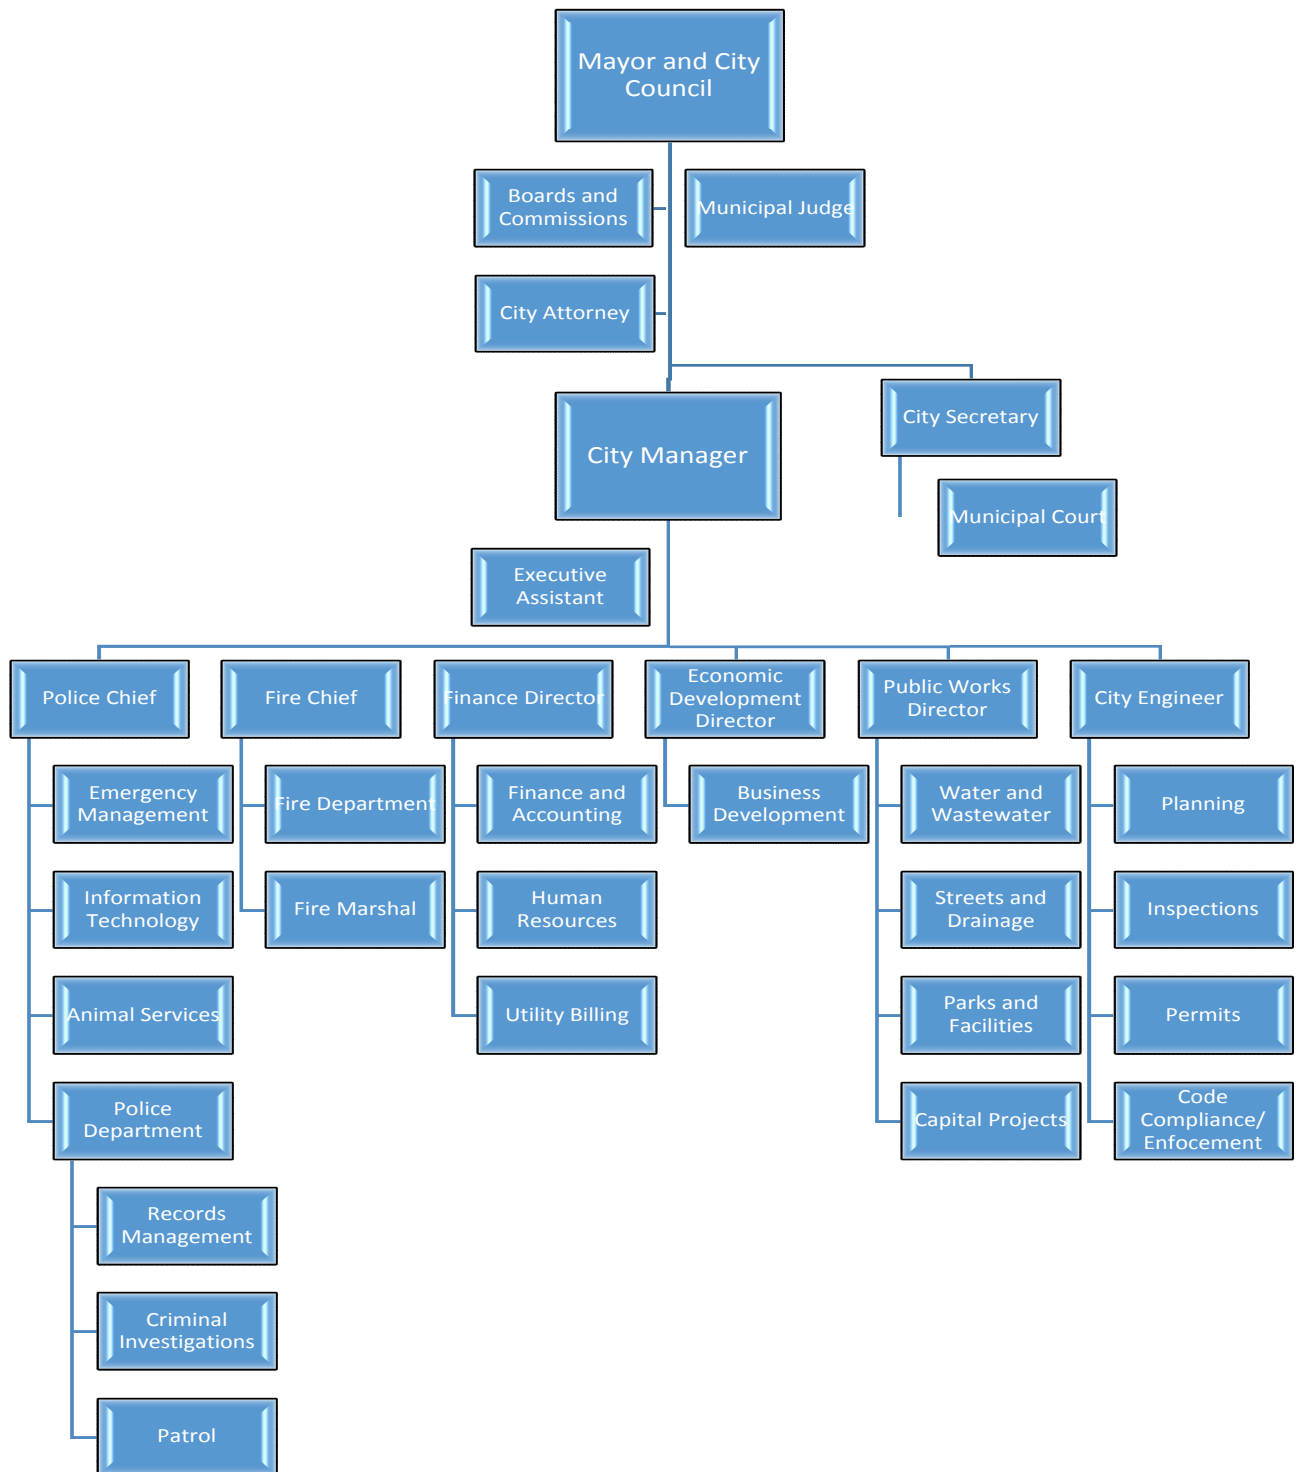 Mayor and City
Council
Boards and
Commissions
Municipal Judge
City Attorney
City Manager
City Secretary
Municipal Court
Executive
Assistant
Police Chief
Fire Chief
Finance Director
Economic
Development
Director
Public Works
Director
City Engineer
Emergency
Management
Fire Department
Finance and
Accounting
Business
Development
Water and
Wastewater
Planning
Information
Technology
Fire Marshal
Human
Resources
Streets and
Drainage
Inspections
Animal Services
Utility Billing
Parks and
Facilities
Permits
Police
Department
Capital Projects
Code
Compliance/
Enfocement
Records
Management
Criminal
Investigations
Patrol